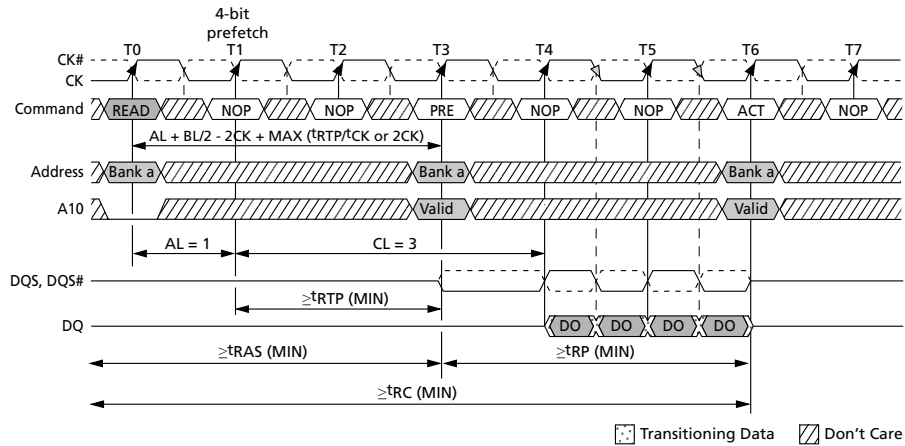 4-bit
prefetch
T0 T1 T2 T3 T4 T5 T6 T7
CK#
CK
Command READ NOP NOP PRE NOP NOP ACT NOP
AL + BL/2 - 2CK + MAX (tRTP/tCK or 2CK)
Address Bank a Bank a Bank a
A10 Valid Valid
AL = 1 CL = 3
DQS, DQS#
≥tRTP (MIN)
DQ DO DO DO DO
≥tRAS (MIN) ≥tRP (MIN)
≥tRC (MIN)
Transitioning Data Don't Care